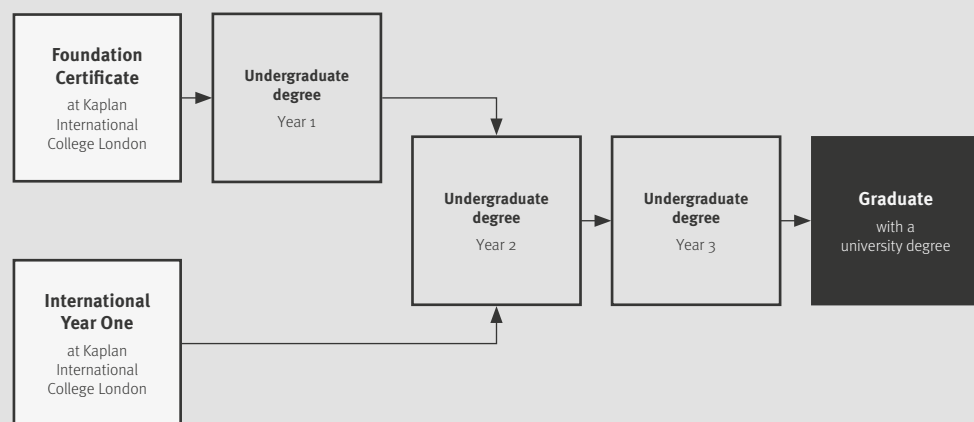 Foundation
Certificate
at Kaplan
International
College London
Undergraduate
degree
Year 1
Undergraduate
degree
Year 2
Undergraduate
degree
Year 3
Graduate
with a
university degree
International
Year One
at Kaplan
International
College London